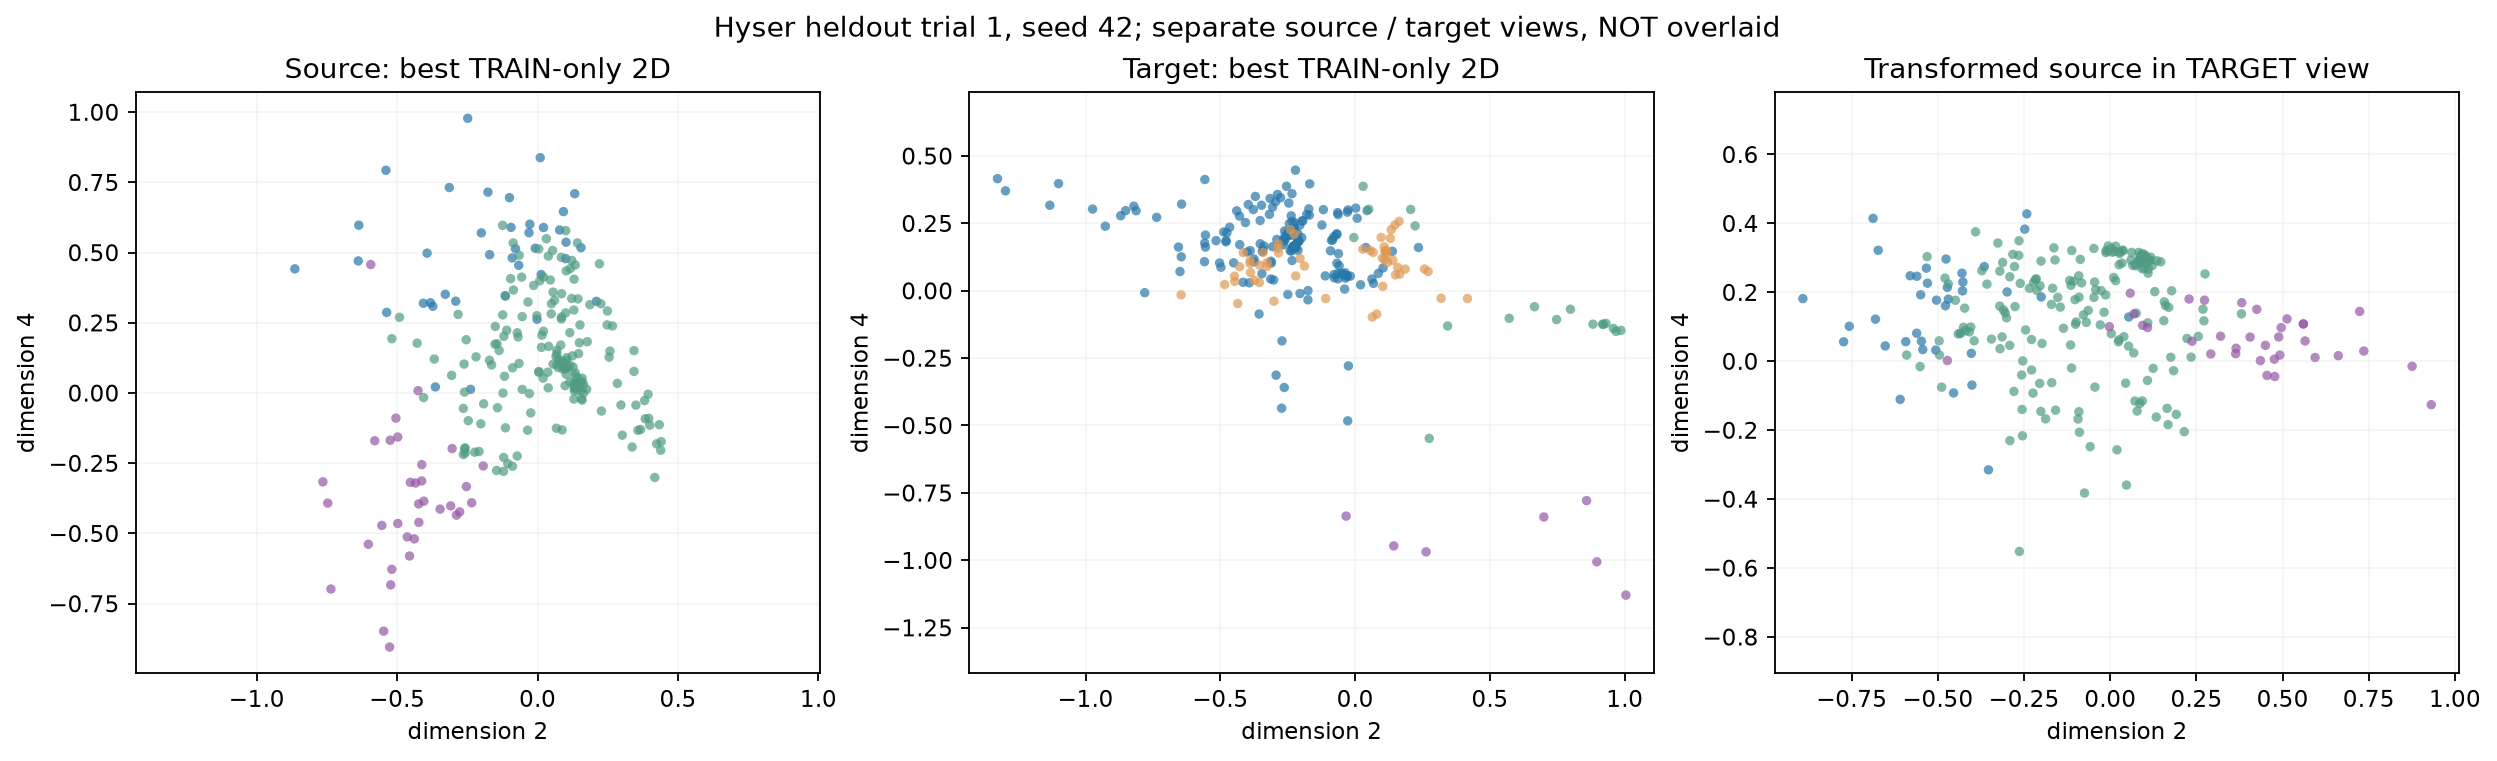 Hyser heldout trial 1, seed 42; separate source / target views, NOT overlaid
Source: best TRAIN-only 2D
1.00
0.75
0.50
0.25
0.00
−0.25
−0.50
−0.75
dimension 4
−1.0 −0.5 0.0 0.5 1.0
dimension 2
Target: best TRAIN-only 2D
0.50
0.25
0.00
−0.25
−0.50
−0.75
−1.00
−1.25
dimension 4
−1.0 −0.5 0.0 0.5 1.0
dimension 2
Transformed source in TARGET view
0.6
0.4
0.2
0.0
−0.2
−0.4
−0.6
−0.8
dimension 4
−0.75 −0.50 −0.25 0.00 0.25 0.50 0.75 1.00
dimension 2